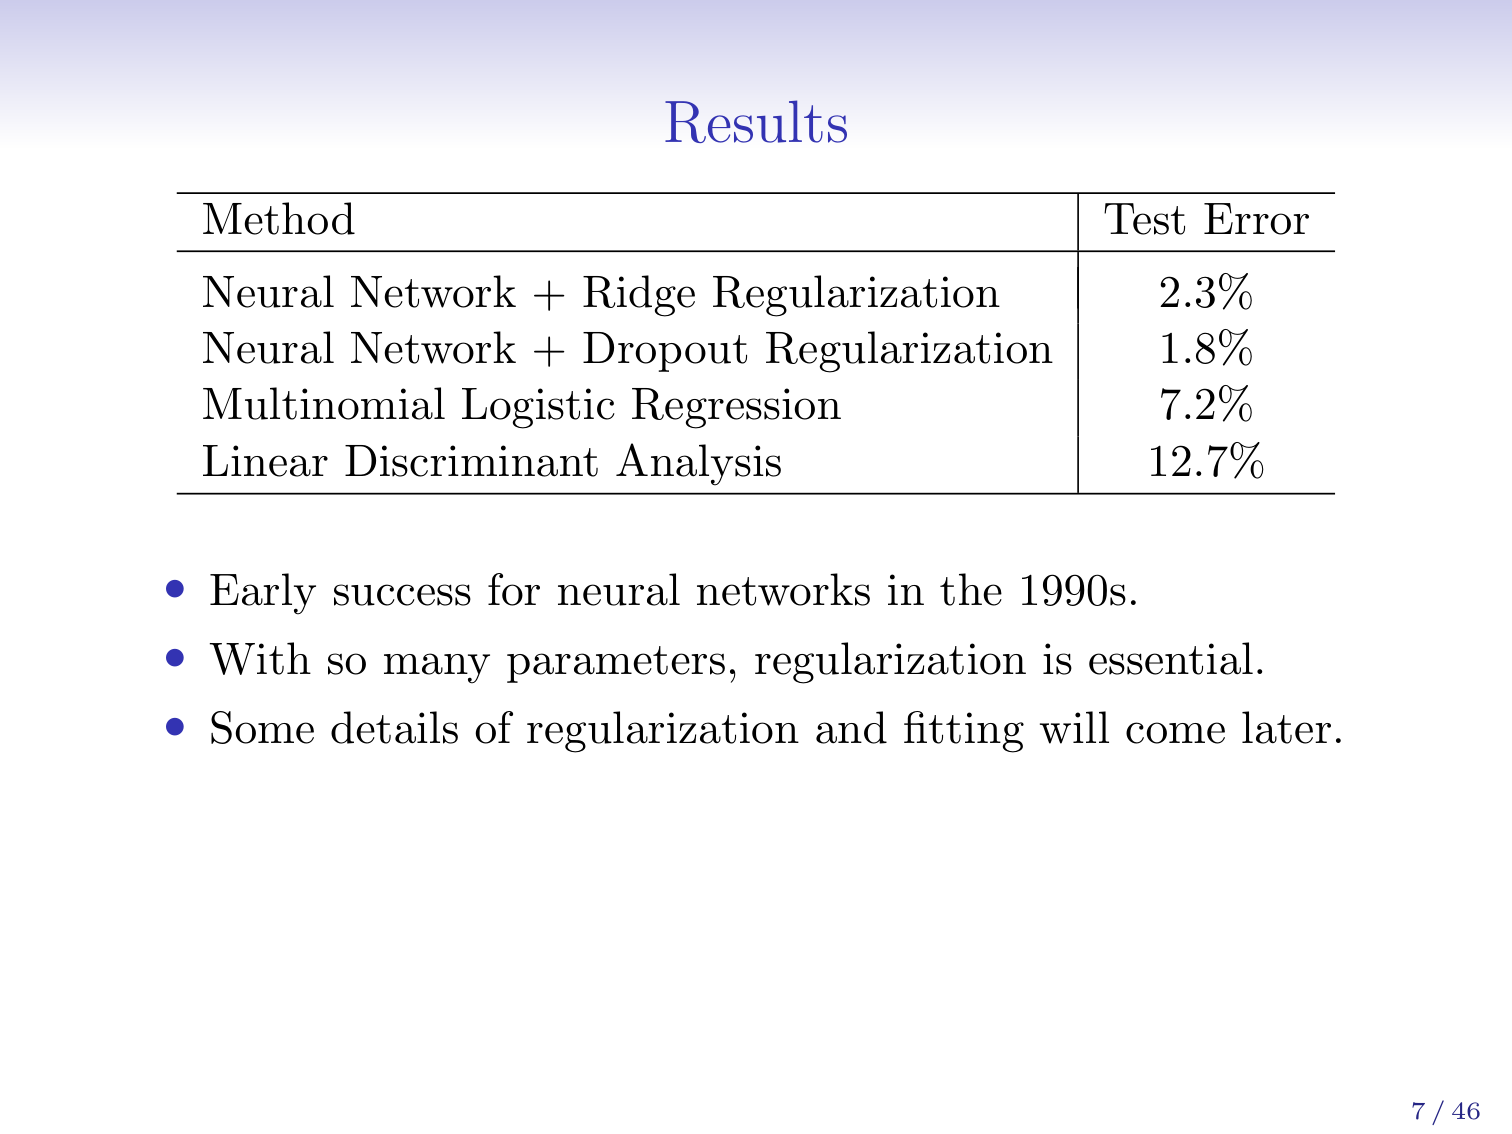 Results
Method Test Error
Neural Network + Ridge Regularization 2.3%
Neural Network + Dropout Regularization 1.8%
Multinomial Logistic Regression 7.2%
Linear Discriminant Analysis 12.7%
• Early success for neural networks in the 1990s.
• With so many parameters, regularization is essential.
• Some details of regularization and fitting will come later.
7 / 46